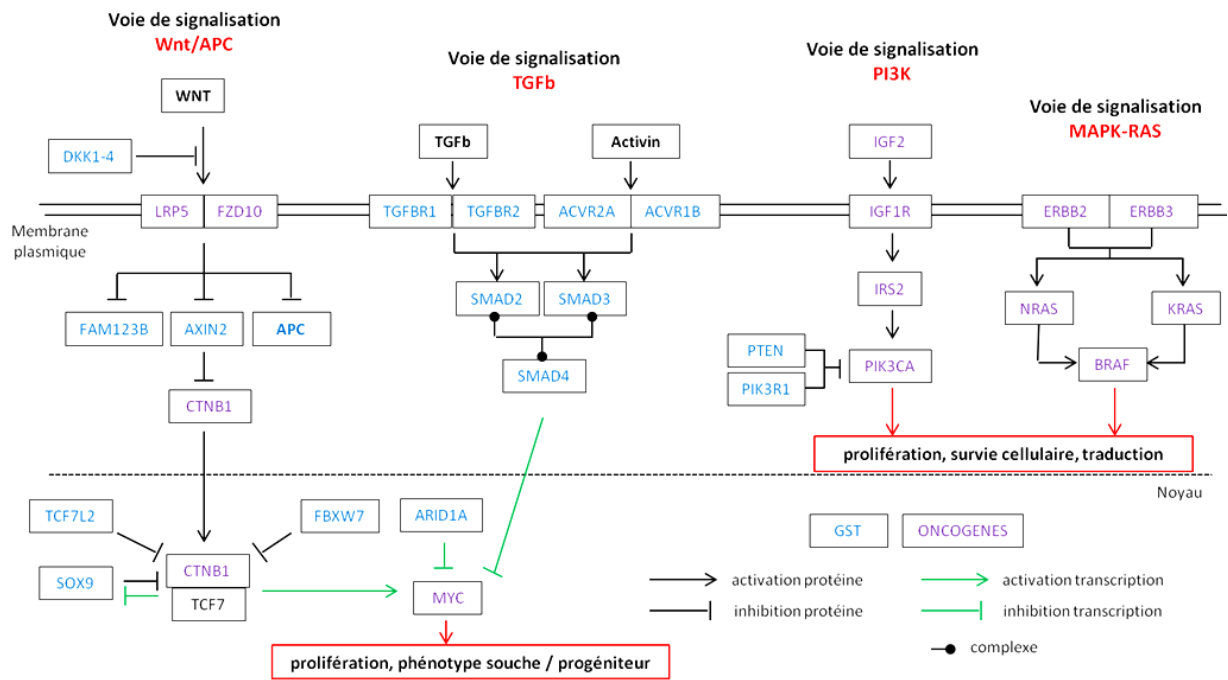 Voie de signalisation
Wnt/APC
Voie de signalisation
TGFb
Voie de signalisation
PI3K
Voie de signalisation
MAPK-RAS
WNT
TGFb
Activin
IGF2
DKK1-4
LRP5
FZD10
TGFBR1
TGFBR2
ACVR2A
ACVR1B
IGF1R
ERBB2
ERBB3
Membrane
plasmique
FAM123B
AXIN2
APC
SMAD2
SMAD3
IRS2
NRAS
KRAS
SMAD4
PTEN
PIK3R1
PIK3CA
BRAF
CTNB1
prolifération, survie cellulaire, traduction
Noyau
TCF7L2
FBXW7
ARID1A
GST
ONCOGENES
SOX9
CTNB1
TCF7
MYC
activation protéine
activation transcription
inhibition protéine
inhibition transcription
complexe
prolifération, phénotype souche / progéniteur